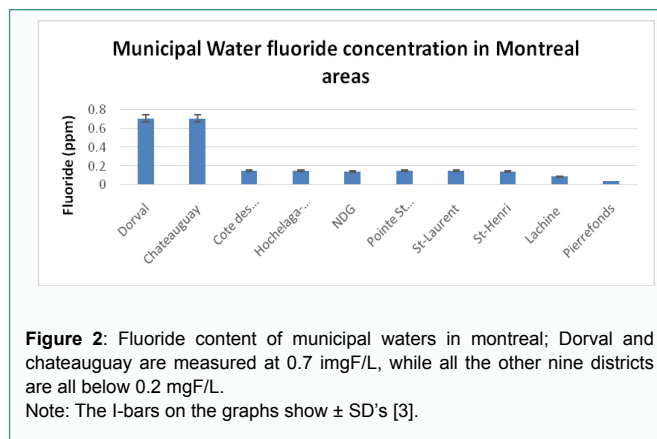 Municipal Water fluoride concentration in Montreal
areas
Fluoride (ppm)
0.8
0.6
0.4
0.2
0
Dorval
Chateauguay
Cote des...
Hochelaga-...
NDG
Pointe St...
St-Laurent
St-Henri
Lachine
Pierrefonds
Figure 2: Fluoride content of municipal waters in montreal; Dorval and
chateauguay are measured at 0.7 imgF/L, while all the other nine districts
are all below 0.2 mgF/L.
Note: The I-bars on the graphs show ± SD's [3].